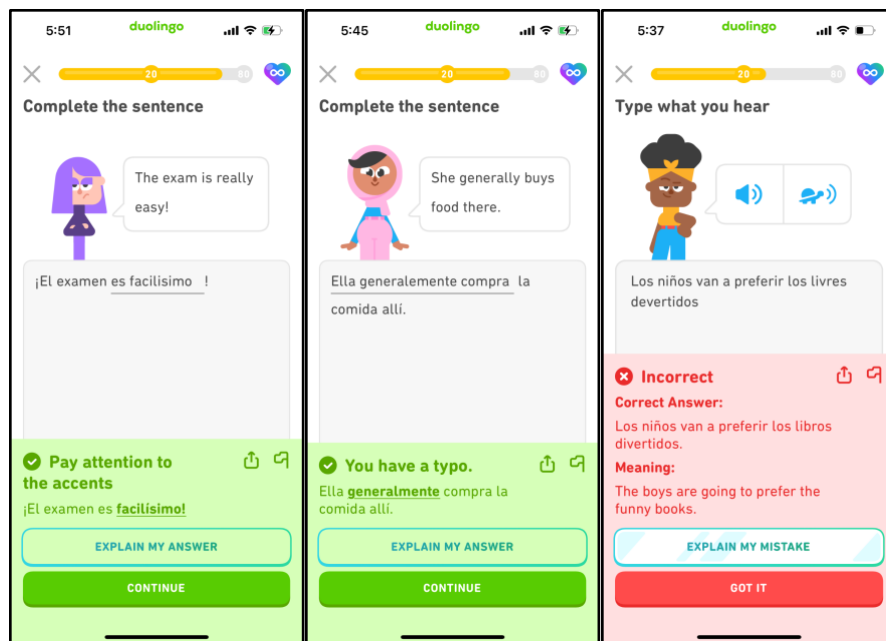 5:51
duolingo
20
80
Complete the sentence
The exam is really
easy!
¡El examen es facilisimo !
Pay attention to
the accents
¡El examen es facilísimo!
EXPLAIN MY ANSWER
CONTINUE
5:45
duolingo
20
80
Complete the sentence
She generally buys
food there.
Ella generalemente compra la
comida allí.
You have a typo.
Ella generalmente compra la
comida allí.
EXPLAIN MY ANSWER
CONTINUE
5:37
duolingo
20
80
Type what you hear
Los niños van a preferir los livres
devertidos
Incorrect
Correct Answer:
Los niños van a preferir los libros
divertidos.
Meaning:
The boys are going to prefer the
funny books.
EXPLAIN MY MISTAKE
GOT IT